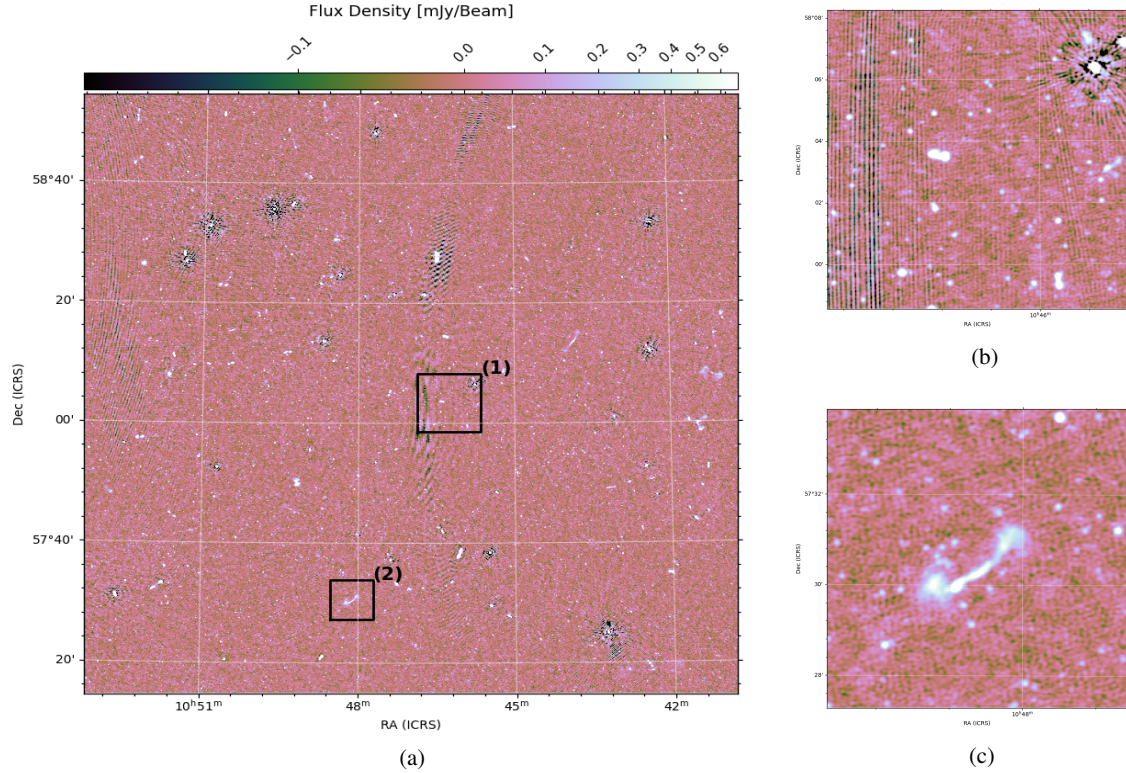 Flux Density [mJy/Beam]
−0.1 0.0 0.1 0.2 0.3 0.4 0.5 0.6
58°40'
20'
00'
57°40'
20'
Dec (ICRS)
(1)
(2)
10ʰ51ᵐ 48ᵐ 45ᵐ 42ᵐ
RA (ICRS)
(a)
58°08'
06'
04'
02'
00'
Dec (ICRS)
10ʰ46ᵐ
RA (ICRS)
(b)
57°32'
30'
28'
Dec (ICRS)
10ʰ48ᵐ
RA (ICRS)
(c)